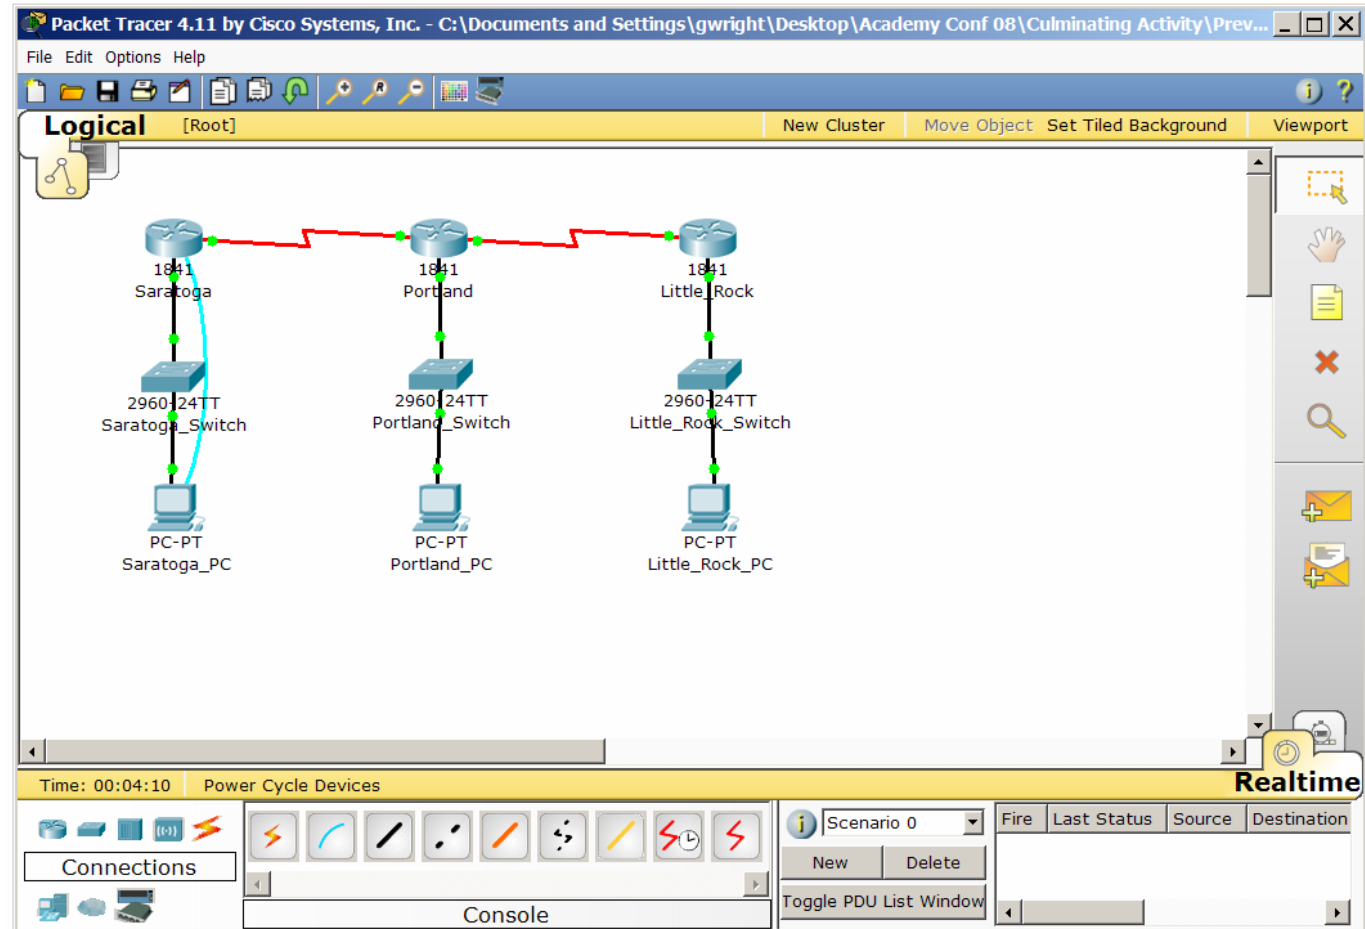 Packet Tracer 4.11 by Cisco Systems, Inc. - C:\Documents and Settings\gwright\Desktop\Academy Conf 08\Culminating Activity\Prev...
File Edit Options Help
Logical [Root] New Cluster Move Object Set Tiled Background Viewport
1841 1841 1841
Saratoga Portland Little_Rock
2960-24TT 2960-24TT 2960-24TT
Saratoga_Switch Portland_Switch Little_Rock_Switch
PC-PT PC-PT PC-PT
Saratoga_PC Portland_PC Little_Rock_PC
Time: 00:04:10 Power Cycle Devices Realtime
Connections
Console
Scenario 0
New Delete
Toggle PDU List Window
Fire Last Status Source Destination